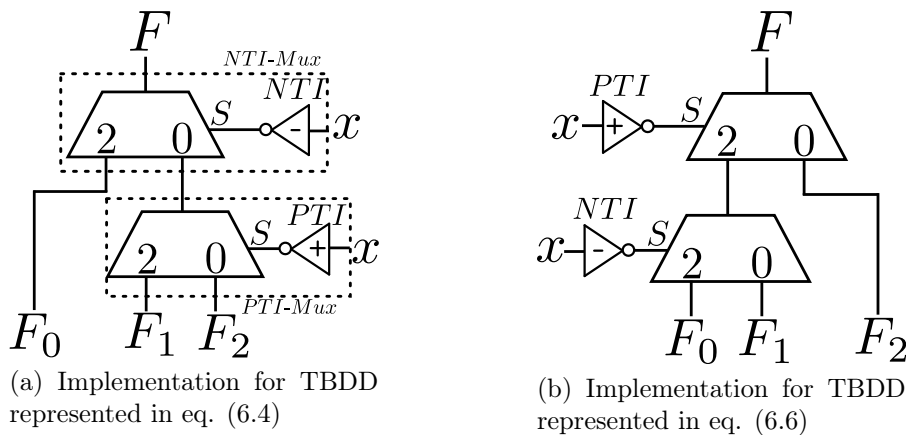 F
NTI-Mux
NTI
S
-
x
2 0
PTI
S
+
x
2 0
PTI-Mux
F0 F1 F2
(a) Implementation for TBDD
represented in eq. (6.4)
F
PTI
x + S
2 0
NTI
x - S
2 0
F0 F1 F2
(b) Implementation for TBDD
represented in eq. (6.6)